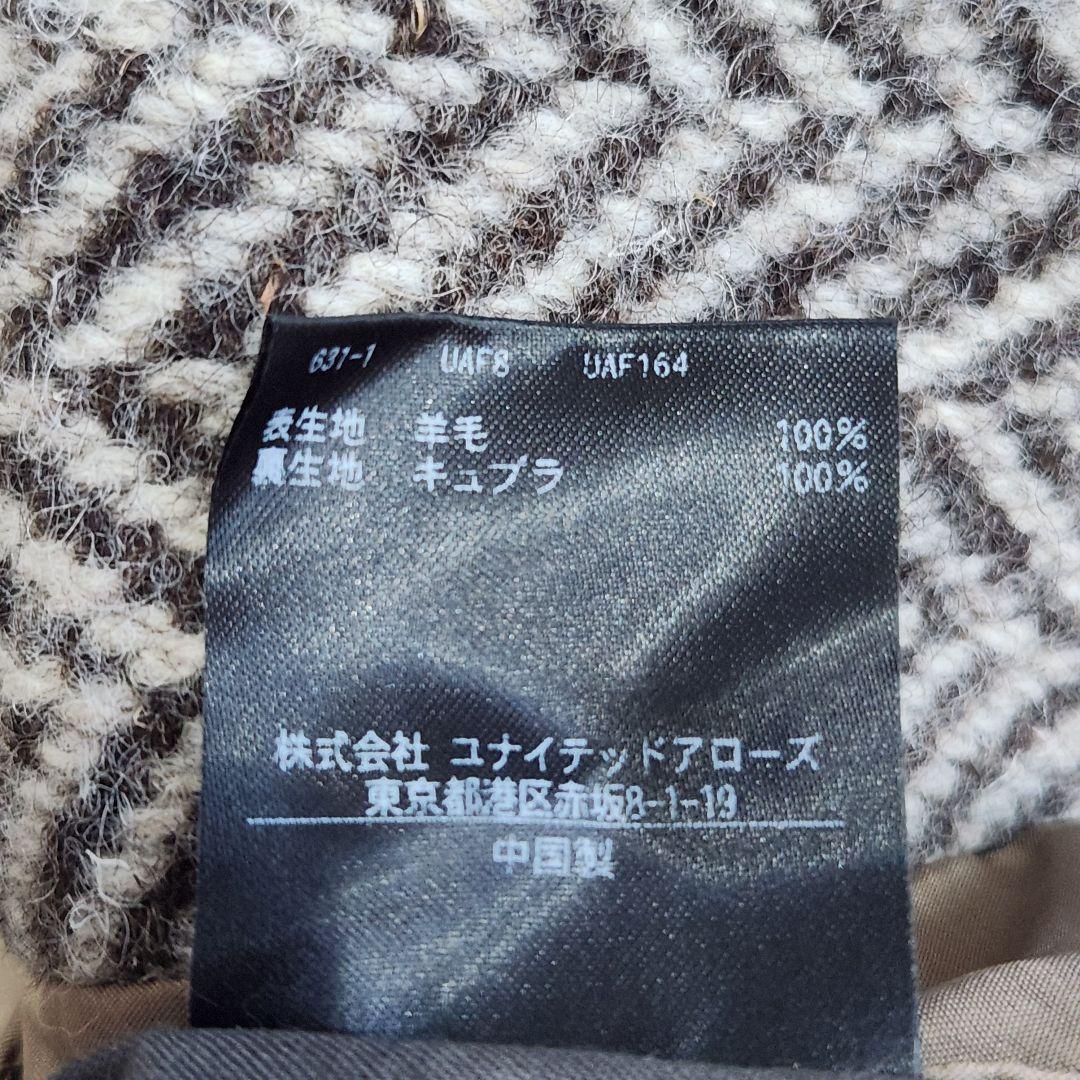 631-1 UAF8 UAF164
表生地 羊毛 100%
裏生地 キュプラ 100%
株式会社 ユナイテッドアローズ
東京都港区赤坂8-1-19
中国製